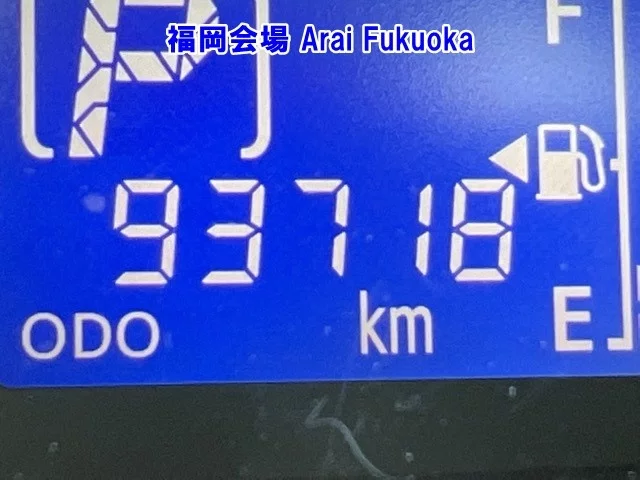 福岡会場 Arai Fukuoka
P
F
93718
ODO km E